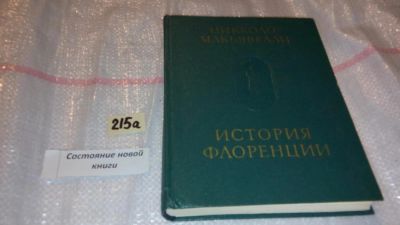 НИККОЛО
МАКЬЯВЕЛЛИ
ИСТОРИЯ
ФЛОРЕНЦИИ
215а
Состояние новой
книги